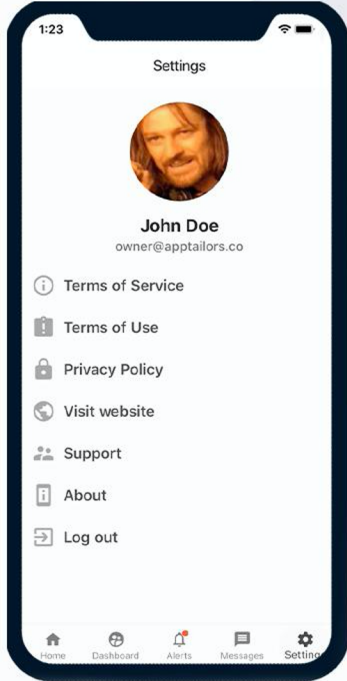 1:23
Settings
John Doe
owner@apptailors.co
Terms of Service
Terms of Use
Privacy Policy
Visit website
Support
About
Log out
Home Dashboard Alerts Messages Setting